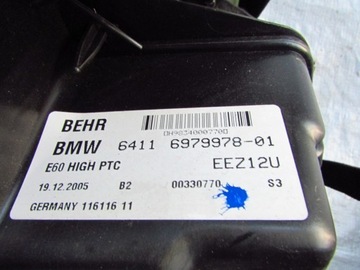 BEHR
BMW 6411 6979978-01
E60 HIGH PTC EEZ12U
19.12.2005 B2 00330770 S3
GERMANY 116116 11